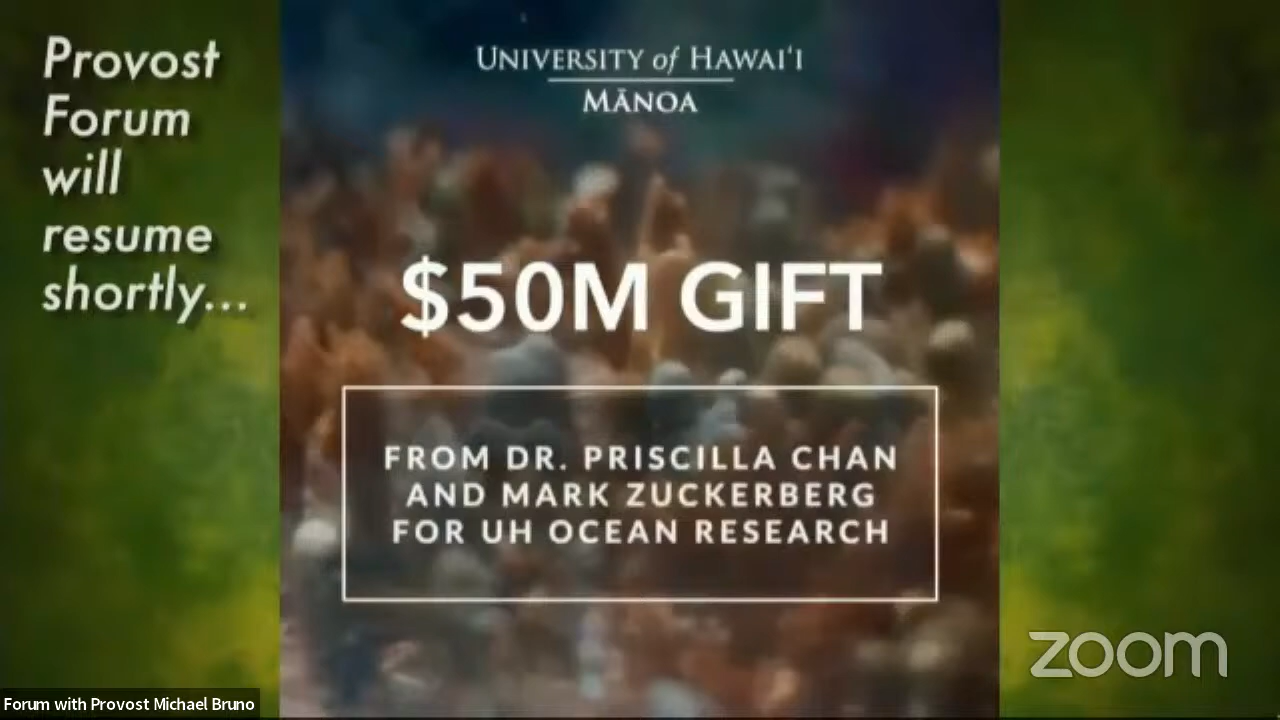 Provost
Forum
will
resume
shortly...
UNIVERSITY of HAWAIʻI
MĀNOA
$50M GIFT
FROM DR. PRISCILLA CHAN
AND MARK ZUCKERBERG
FOR UH OCEAN RESEARCH
zoom
Forum with Provost Michael Bruno